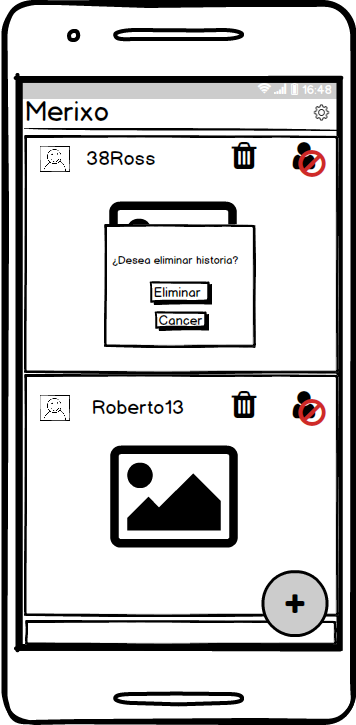 16:48
Merixo
38Ross
¿Desea eliminar historia?
Eliminar
Cancer
Roberto13
+